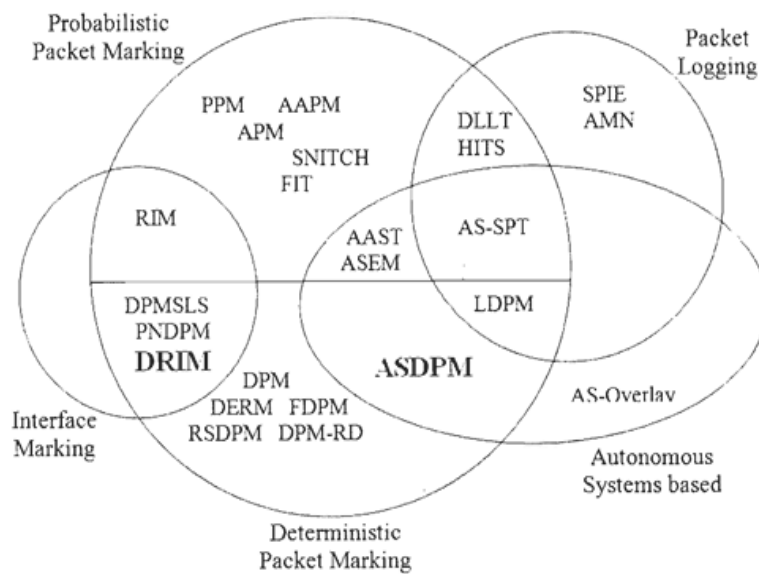 Probabilistic
Packet Marking
Packet
Logging
PPM AAPM
APM
SNITCH
FIT
DLLT
HITS
SPIE
AMN
RIM
AAST
ASEM
AS-SPT
DPMSLS
PNDPM
DRIM
LDPM
ASDPM
DPM
DERM FDPM
RSDPM DPM-RD
AS-Overlay
Interface
Marking
Autonomous
Systems based
Deterministic
Packet Marking